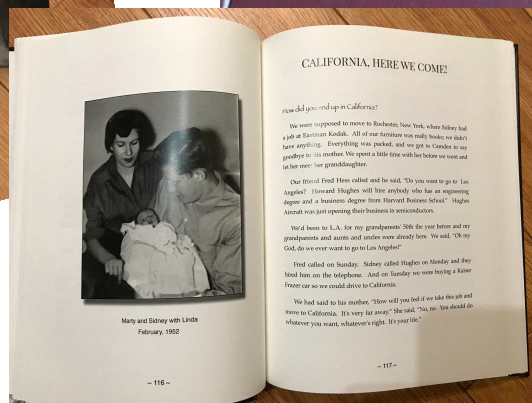 Marty and Sidney with Linda
February, 1952
~ 116 ~
CALIFORNIA, HERE WE COME!
How did you end up in California?
We were supposed to move to Rochester, New York, where Sidney had
a job at Eastman Kodak. All of our furniture was really books; we didn't
have anything. Everything was packed, and we got to Camden to say
goodbye to his mother. We spent a little time with her before we went and
let her meet her granddaughter.
Our friend Fred Hess called and he said, "Do you want to go to Los
Angeles? Howard Hughes will hire anybody who has an engineering
degree and a business degree from Harvard Business School." Hughes
Aircraft was just opening their business in semiconductors.
We'd been to L.A. for my grandparents' 50th the year before and my
grandparents and aunts and uncles were already here. We said, "Oh my
God, do we ever want to go to Los Angeles!"
Fred called on Sunday. Sidney called Hughes on Monday and they
hired him on the telephone. And on Tuesday we were buying a Kaiser
Frazer car so we could drive to California.
We had said to his mother, "How will you feel if we take this job and
move to California. It's very far away." She said, "No, no. You should do
whatever you want, whatever's right. It's your life."
~ 117 ~